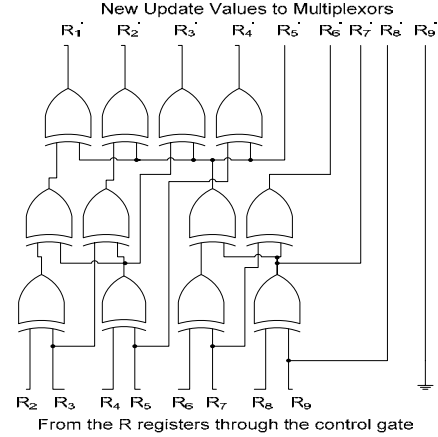 New Update Values to Multiplexors
R1' R2' R3' R4' R5' R6' R7' R8' R9'
R2 R3 R4 R5 R6 R7 R8 R9
From the R registers through the control gate